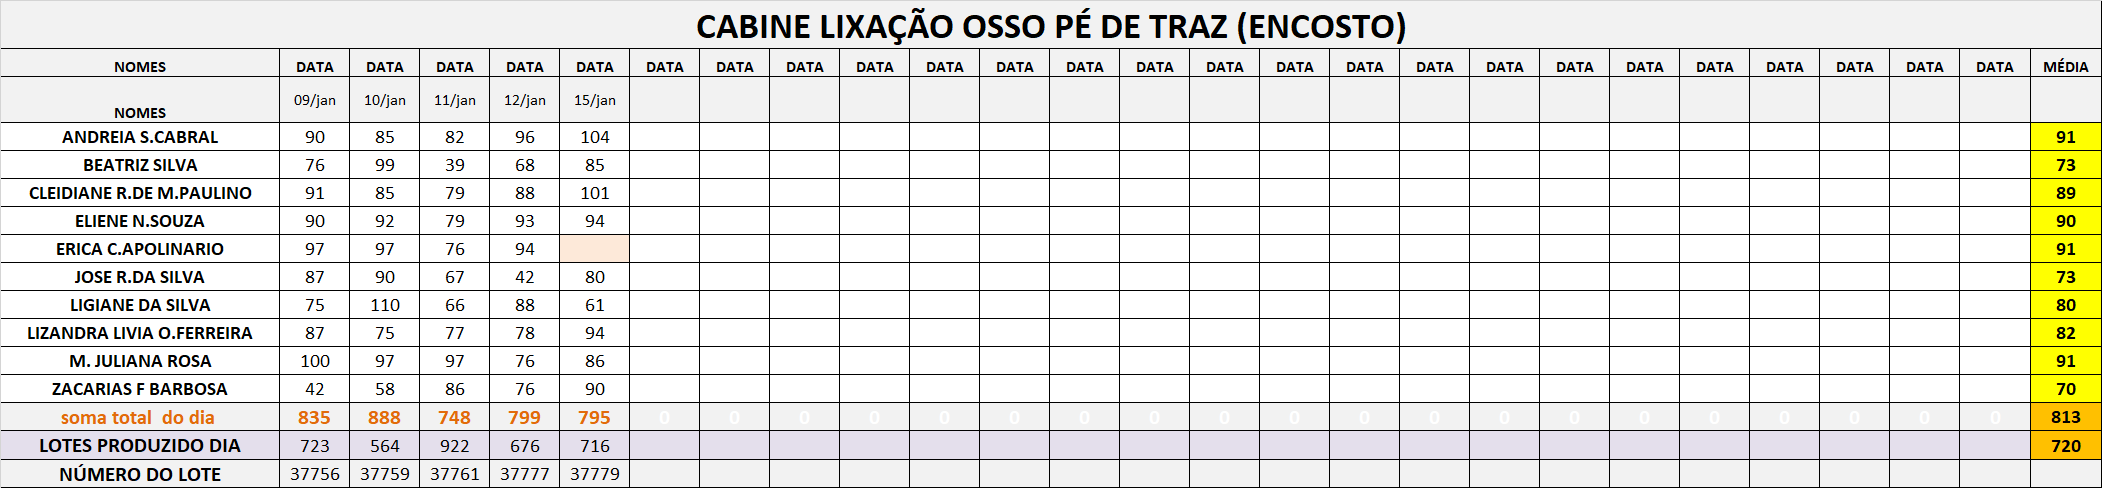 CABINE LIXAÇÃO OSSO PÉ DE TRAZ (ENCOSTO)
NOMES DATA DATA DATA DATA DATA DATA DATA DATA DATA DATA DATA DATA DATA DATA DATA DATA DATA DATA DATA DATA DATA DATA DATA DATA DATA MÉDIA
NOMES 09/jan 10/jan 11/jan 12/jan 15/jan
ANDREIA S.CABRAL 90 85 82 96 104 91
BEATRIZ SILVA 76 99 39 68 85 73
CLEIDIANE R.DE M.PAULINO 91 85 79 88 101 89
ELIENE N.SOUZA 90 92 79 93 94 90
ERICA C.APOLINARIO 97 97 76 94 91
JOSE R.DA SILVA 87 90 67 42 80 73
LIGIANE DA SILVA 75 110 66 88 61 80
LIZANDRA LIVIA O.FERREIRA 87 75 77 78 94 82
M. JULIANA ROSA 100 97 97 76 86 91
ZACARIAS F BARBOSA 42 58 86 76 90 70
soma total do dia 835 888 748 799 795 0 0 0 0 0 0 0 0 0 0 0 0 0 0 0 0 0 0 0 0 813
LOTES PRODUZIDO DIA 723 564 922 676 716 720
NÚMERO DO LOTE 37756 37759 37761 37777 37779